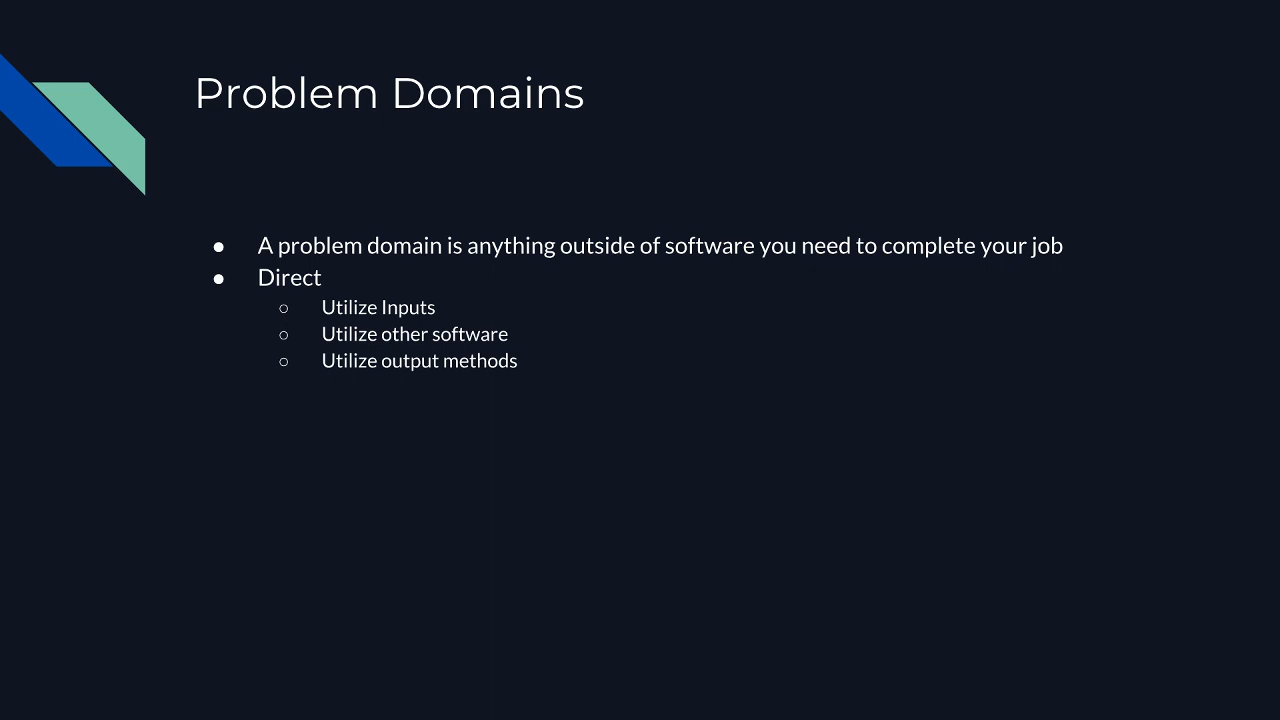 Problem Domains
● A problem domain is anything outside of software you need to complete your job
● Direct
○ Utilize Inputs
○ Utilize other software
○ Utilize output methods